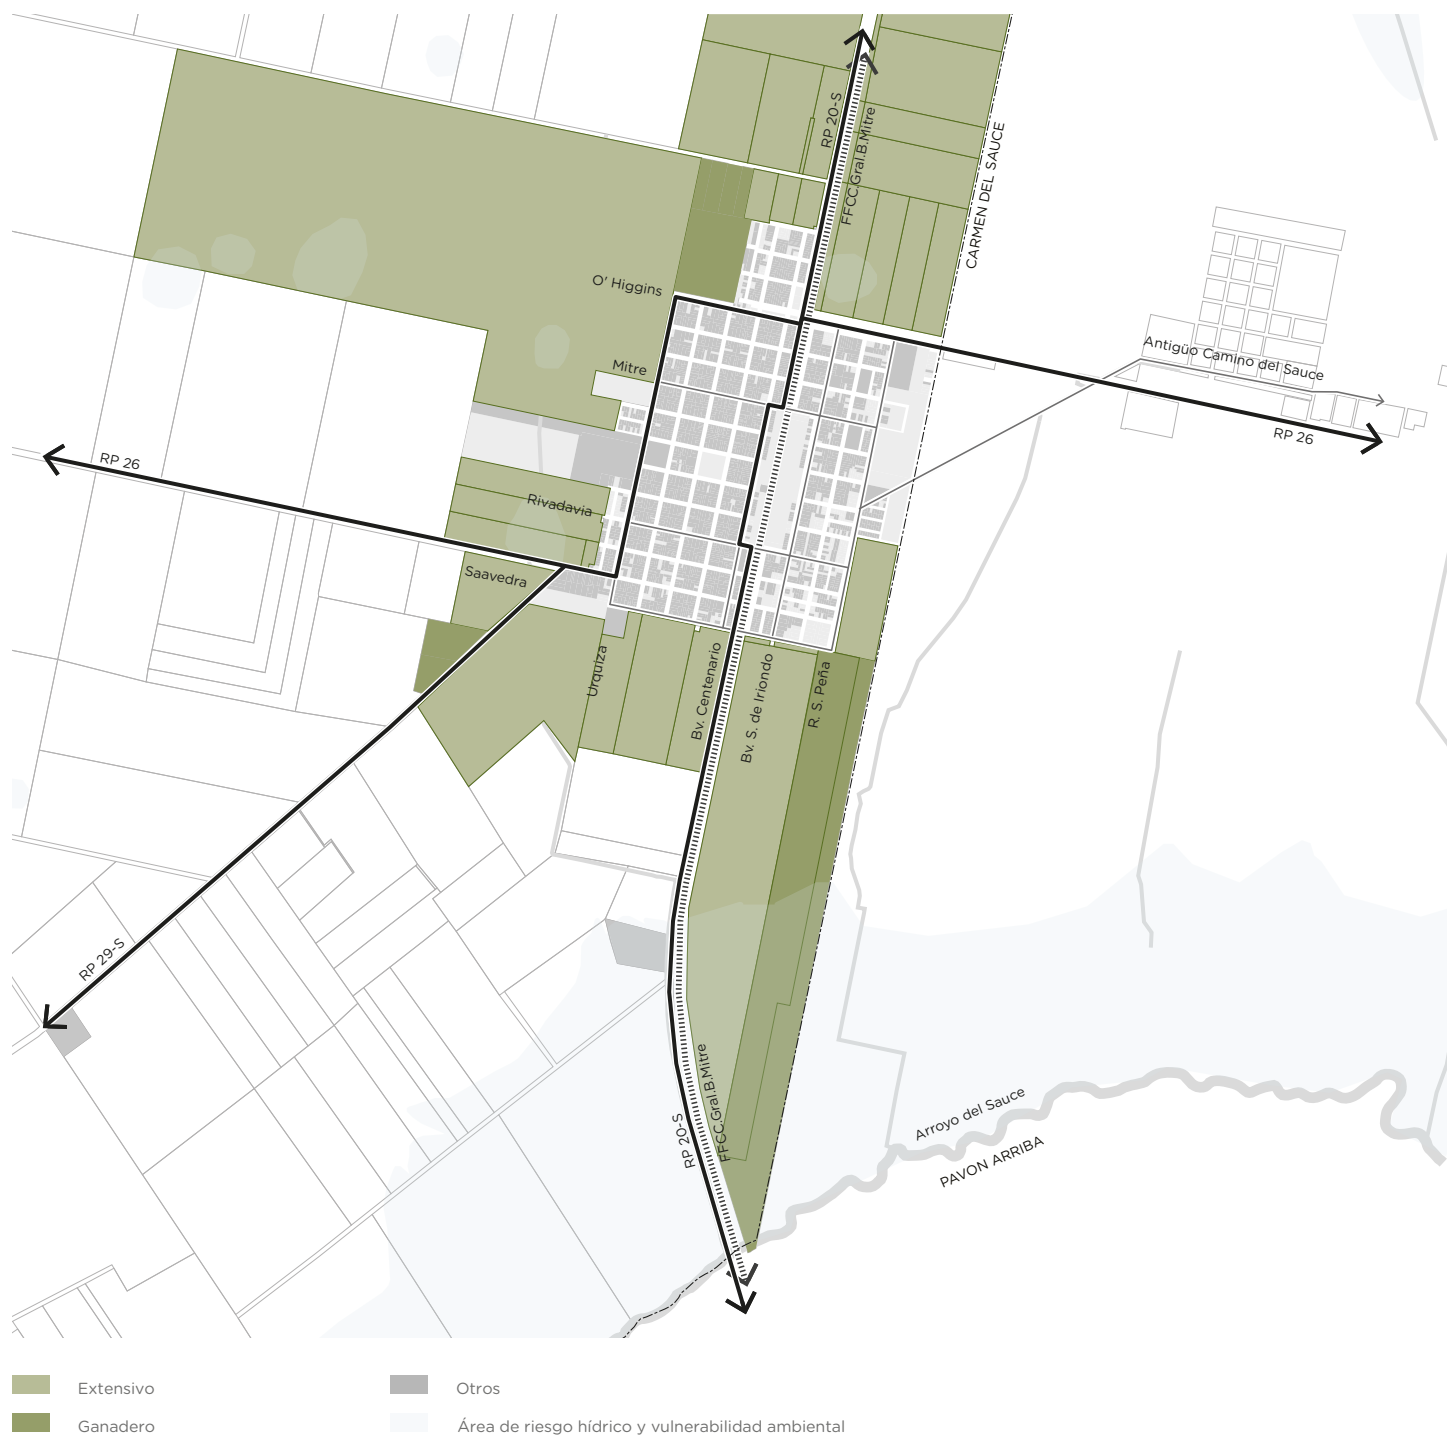 RP 20-S
FFCC.Gral.B.Mitre
CARMEN DEL SAUCE
O' Higgins
Mitre
Antigüo Camino del Sauce
RP 26
RP 26
Rivadavia
Saavedra
Urquiza
Bv. Centenario
Bv. S. de Iriondo
R. S. Peña
RP 29-S
RP 20-S
FFCC.Gral.B.Mitre
Arroyo del Sauce
PAVON ARRIBA
Extensivo
Otros
Ganadero
Área de riesgo hídrico y vulnerabilidad ambiental